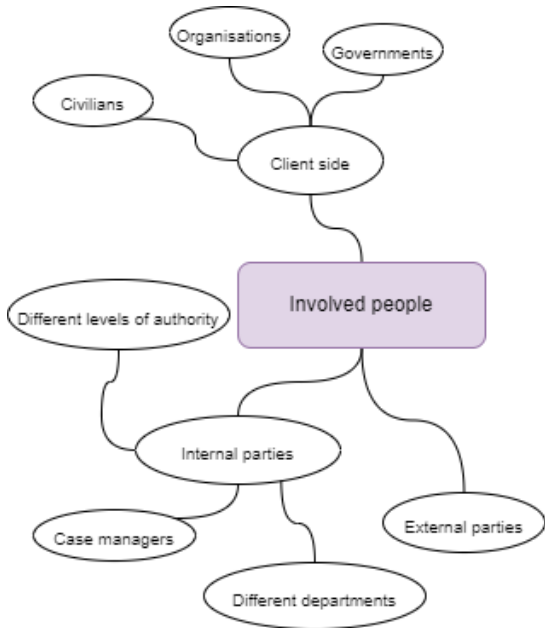 Organisations
Governments
Civilians
Client side
Involved people
Different levels of authority
Internal parties
Case managers
External parties
Different departments